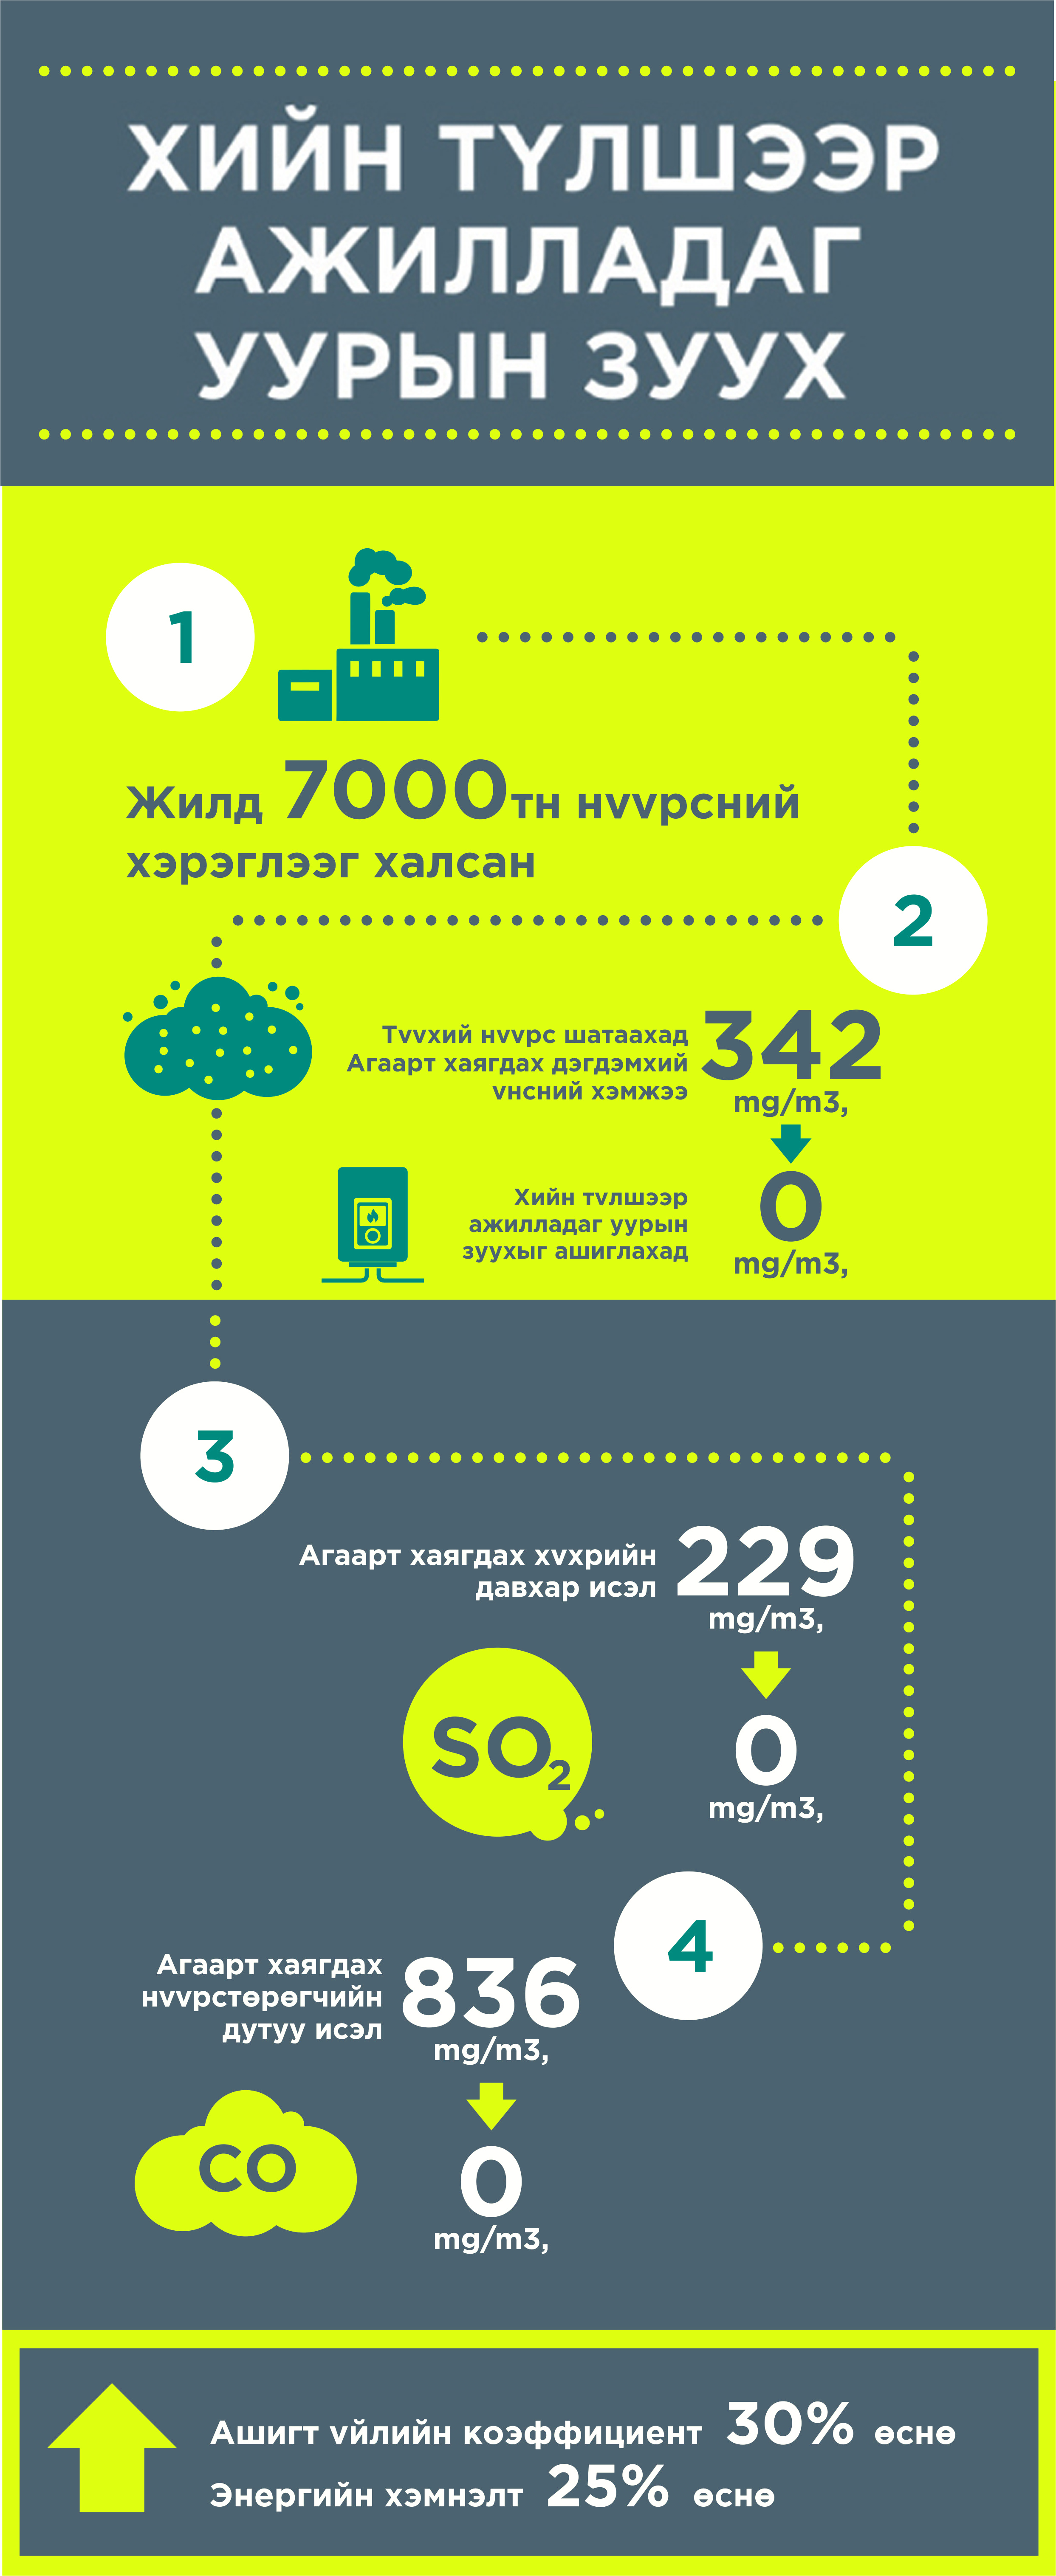 ХИЙН ТҮЛШЭЭР
АЖИЛЛАДАГ
УУРЫН ЗУУХ
1
Жилд 7000тн нvvрсний
хэрэглээг халсан
2
Тvvхий нvvрс шатаахад
Агаарт хаягдах дэгдэмхий
vнсний хэмжээ
342
mg/m3,
Хийн тvлшээр
ажилладаг уурын
зуухыг ашиглахад
0
mg/m3,
3
Агаарт хаягдах хvхрийн
давхар исэл
229
mg/m3,
SO₂
0
mg/m3,
4
Агаарт хаягдах
нvvрстөрөгчийн
дутуу исэл
836
mg/m3,
CO
0
mg/m3,
Ашигт vйлийн коэффициент 30% өснө
Энергийн хэмнэлт 25% өснө